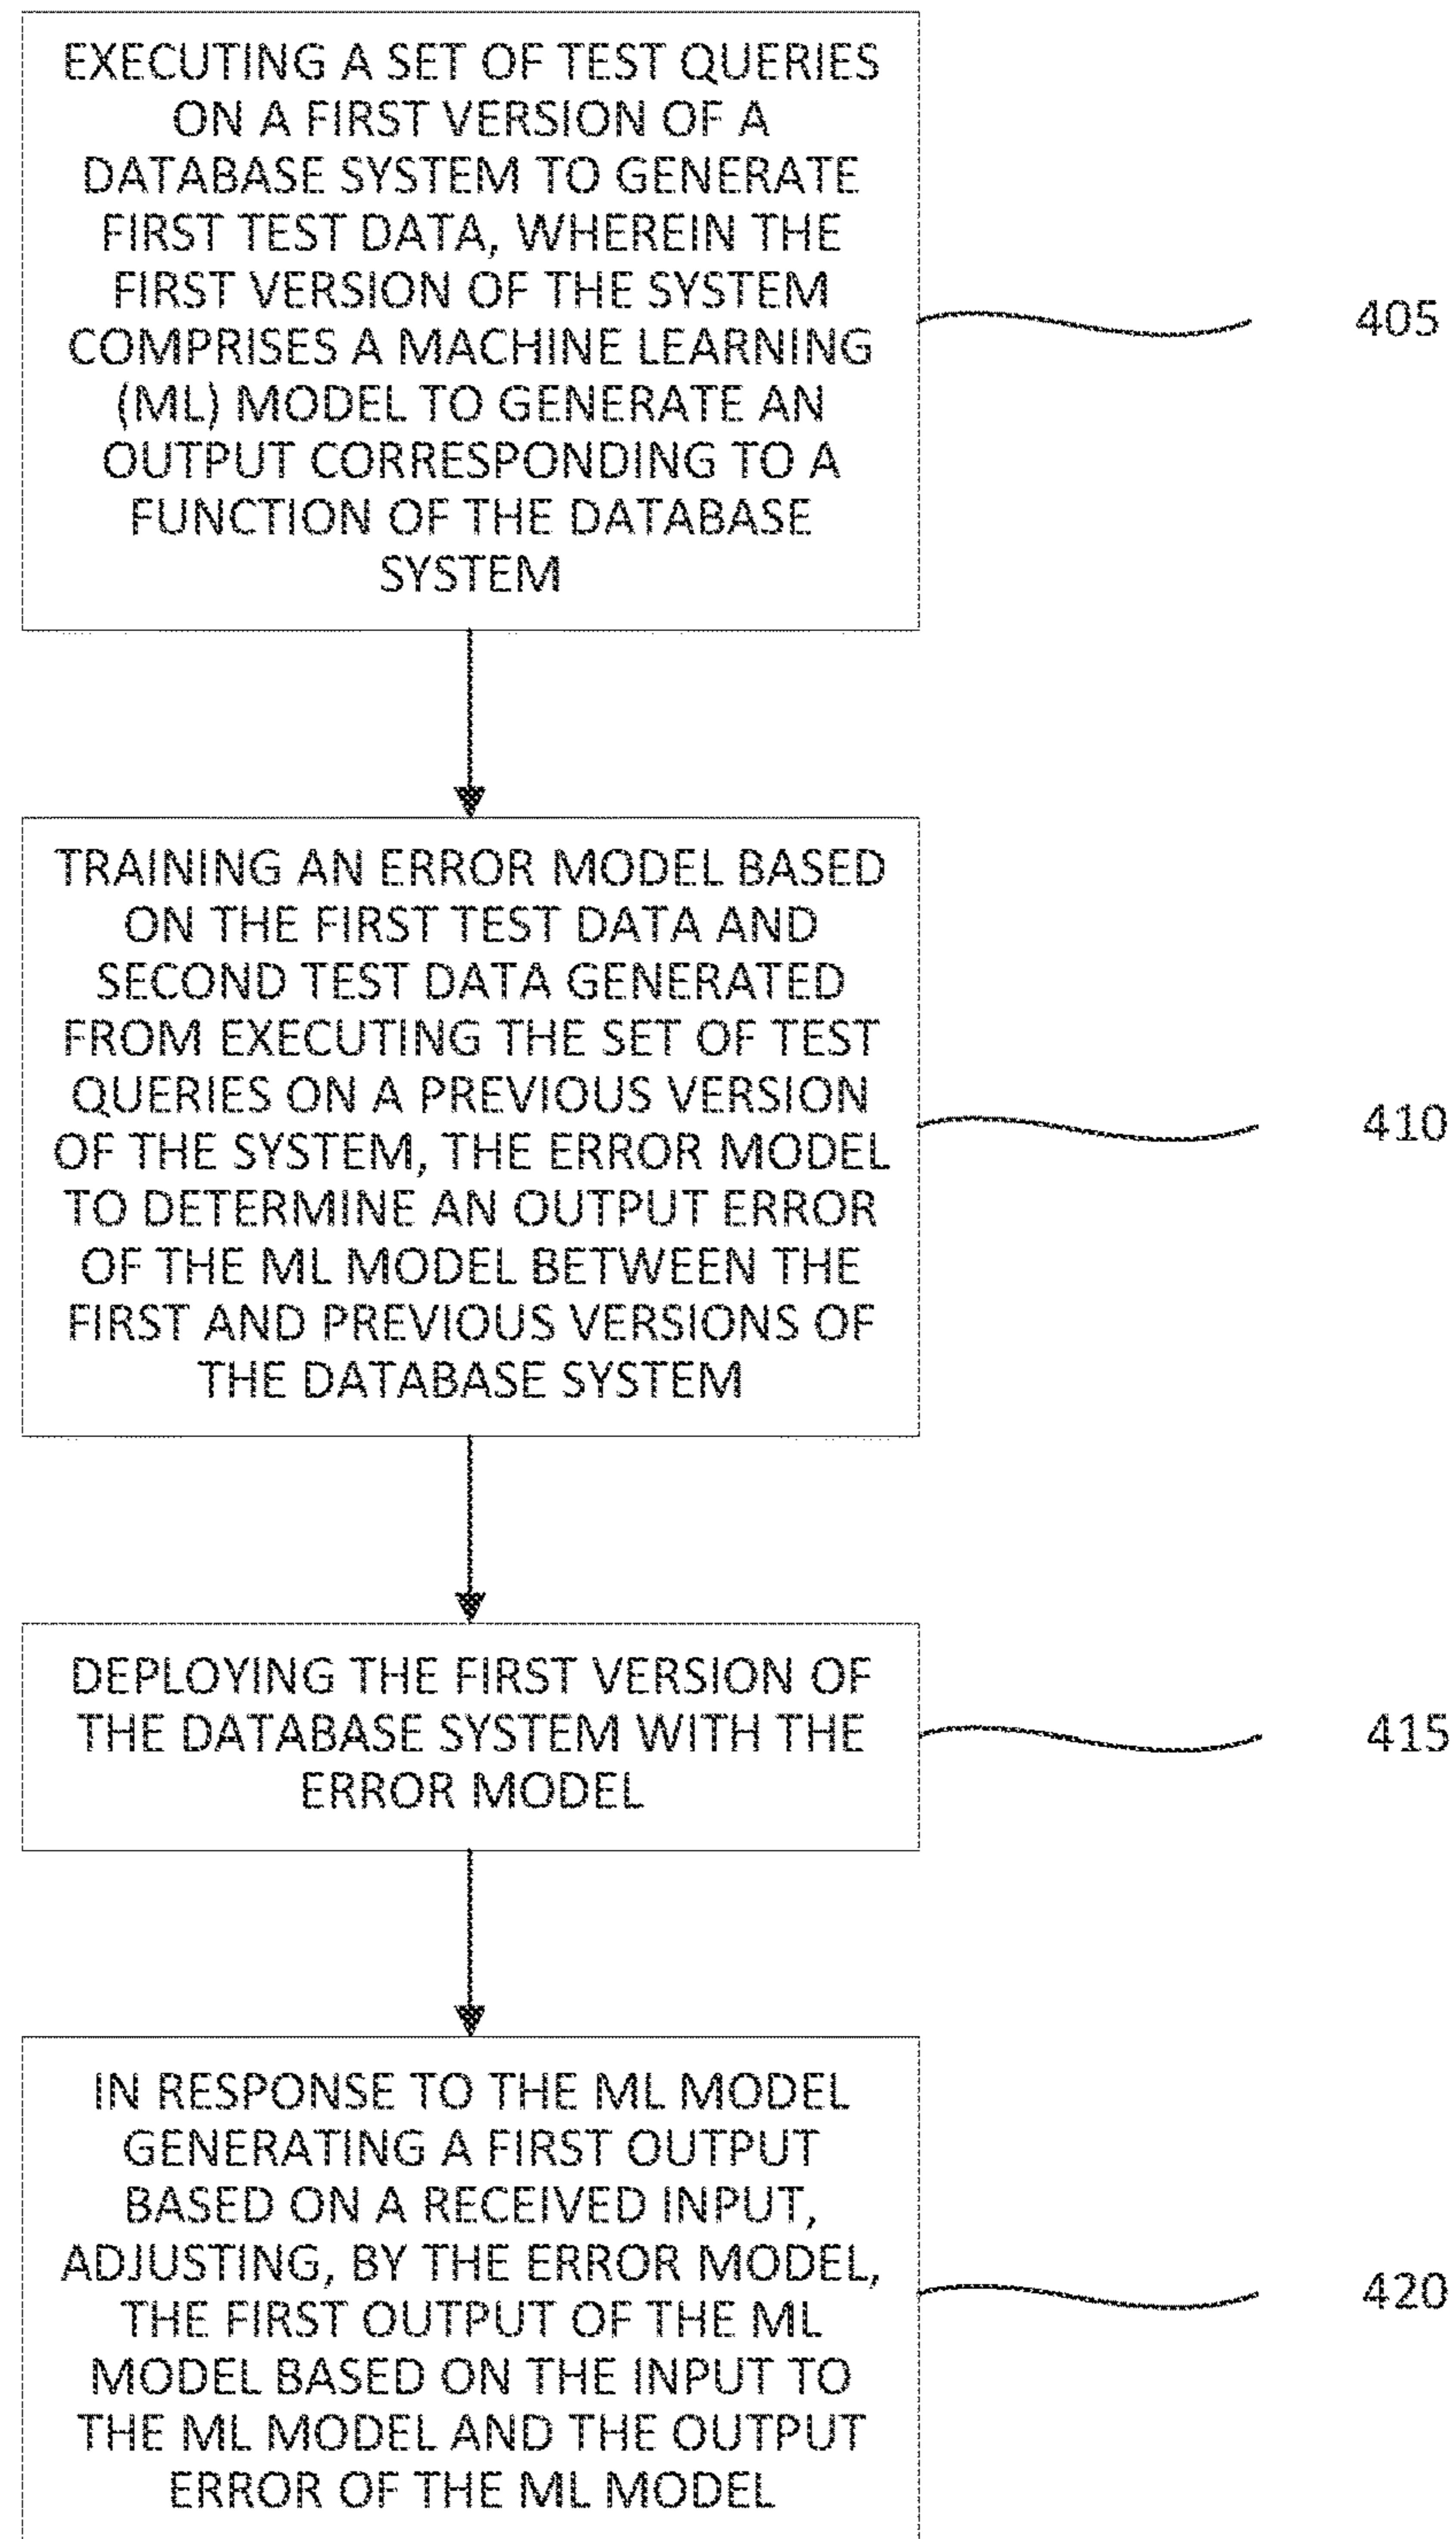 EXECUTING A SET OF TEST QUERIES
ON A FIRST VERSION OF A
DATABASE SYSTEM TO GENERATE
FIRST TEST DATA, WHEREIN THE
FIRST VERSION OF THE SYSTEM
COMPRISES A MACHINE LEARNING
(ML) MODEL TO GENERATE AN
OUTPUT CORRESPONDING TO A
FUNCTION OF THE DATABASE
SYSTEM
405
TRAINING AN ERROR MODEL BASED
ON THE FIRST TEST DATA AND
SECOND TEST DATA GENERATED
FROM EXECUTING THE SET OF TEST
QUERIES ON A PREVIOUS VERSION
OF THE SYSTEM, THE ERROR MODEL
TO DETERMINE AN OUTPUT ERROR
OF THE ML MODEL BETWEEN THE
FIRST AND PREVIOUS VERSIONS OF
THE DATABASE SYSTEM
410
DEPLOYING THE FIRST VERSION OF
THE DATABASE SYSTEM WITH THE
ERROR MODEL
415
IN RESPONSE TO THE ML MODEL
GENERATING A FIRST OUTPUT
BASED ON A RECEIVED INPUT,
ADJUSTING, BY THE ERROR MODEL,
THE FIRST OUTPUT OF THE ML
MODEL BASED ON THE INPUT TO
THE ML MODEL AND THE OUTPUT
ERROR OF THE ML MODEL
420